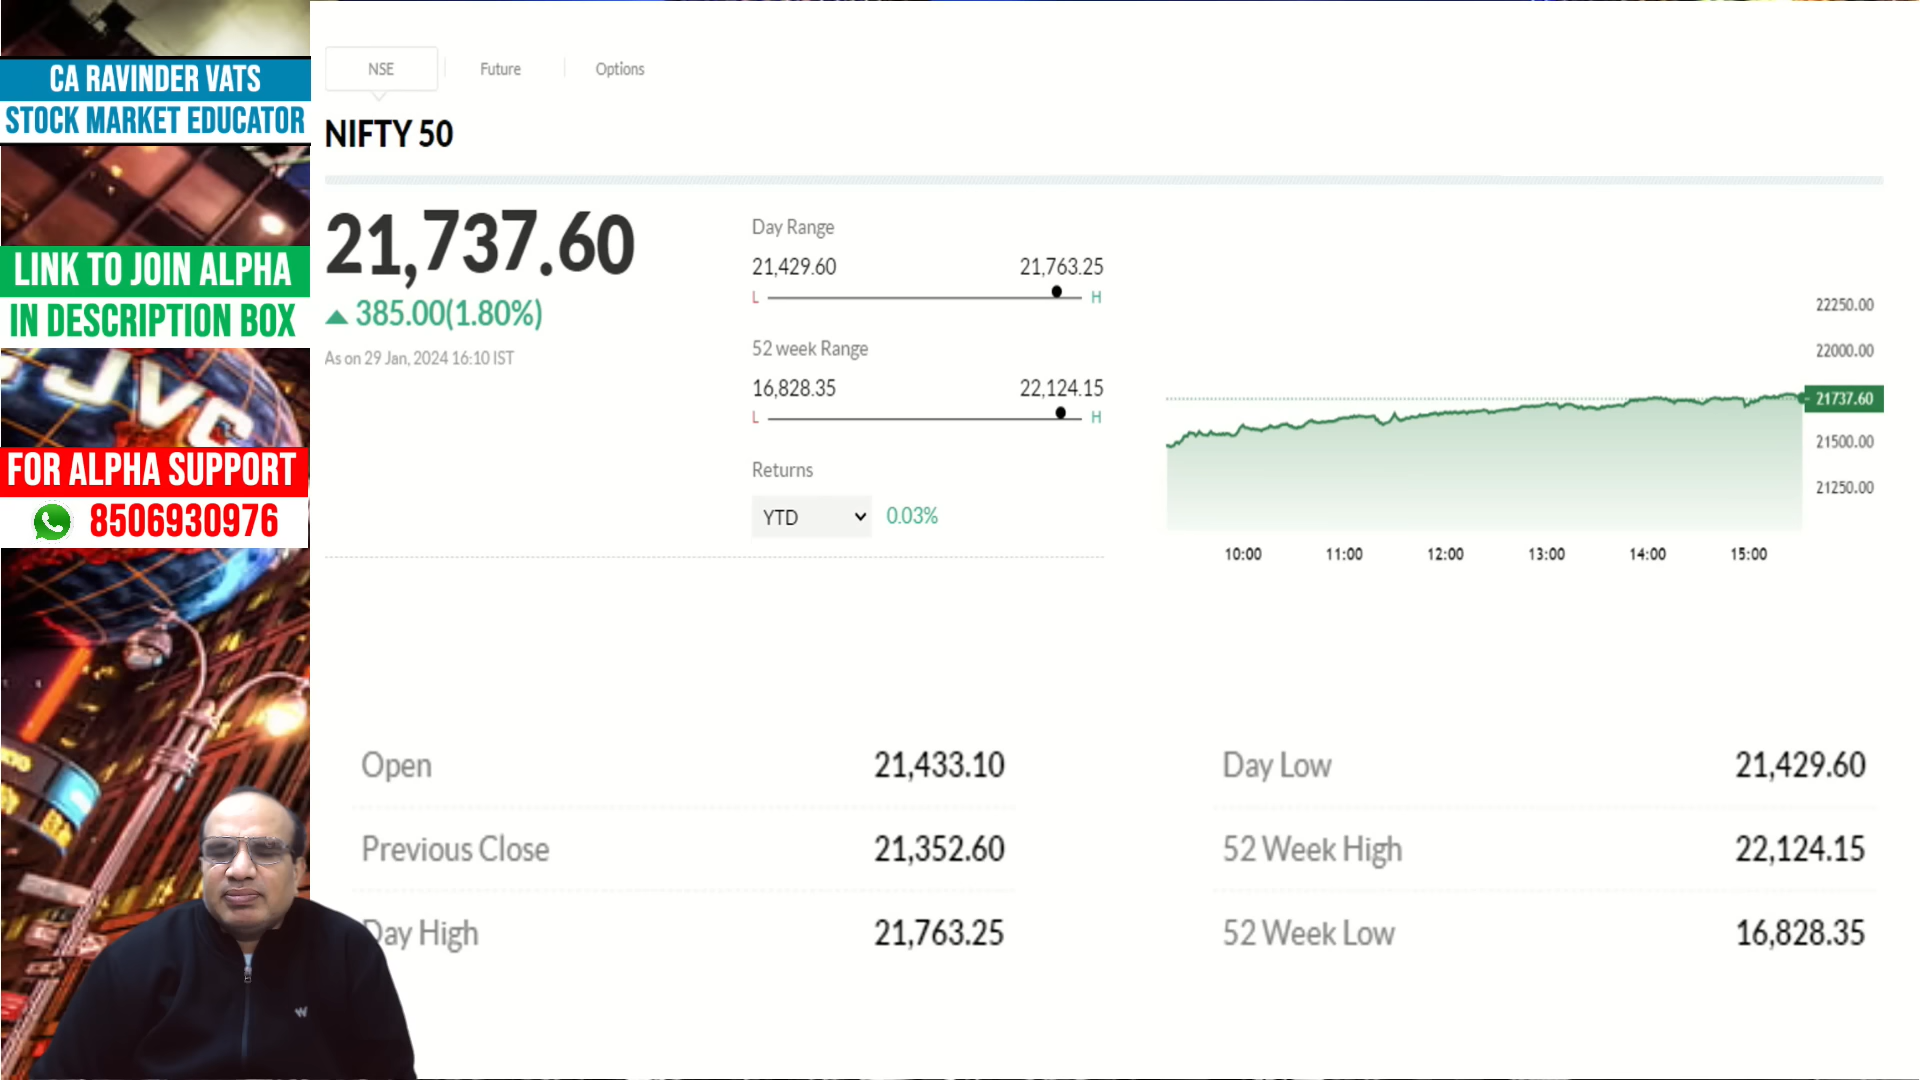 CA RAVINDER VATS
STOCK MARKET EDUCATOR
LINK TO JOIN ALPHA
IN DESCRIPTION BOX
JVC
FOR ALPHA SUPPORT
8506930976
W
NSE
Future
Options
NIFTY 50
21,737.60
385.00(1.80%)
As on 29 Jan, 2024 16:10 IST
Day Range
21,429.60 21,763.25
L H
52 week Range
16,828.35 22,124.15
L H
Returns
YTD 0.03%
22250.00
22000.00
21737.60
21500.00
21250.00
10:00 11:00 12:00 13:00 14:00 15:00
Open 21,433.10
Previous Close 21,352.60
Day High 21,763.25
Day Low 21,429.60
52 Week High 22,124.15
52 Week Low 16,828.35